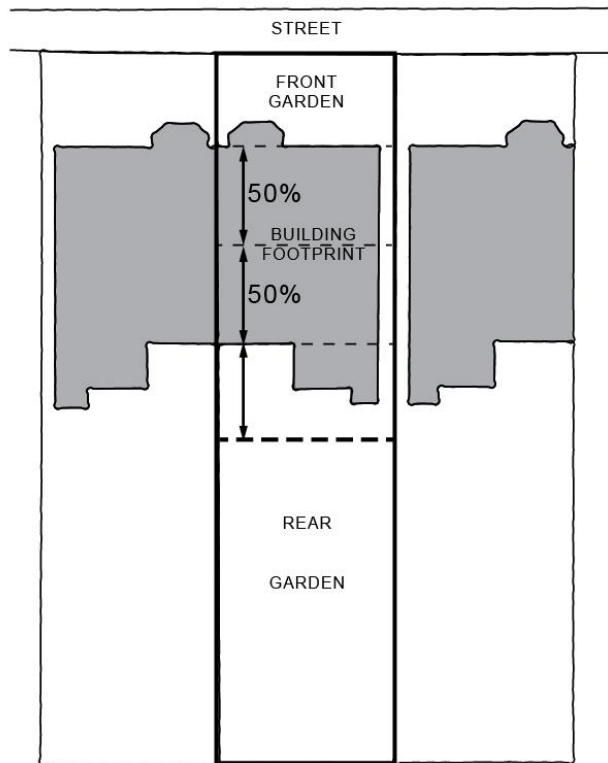 STREET
FRONT
GARDEN
50%
BUILDING
FOOTPRINT
50%
REAR
GARDEN